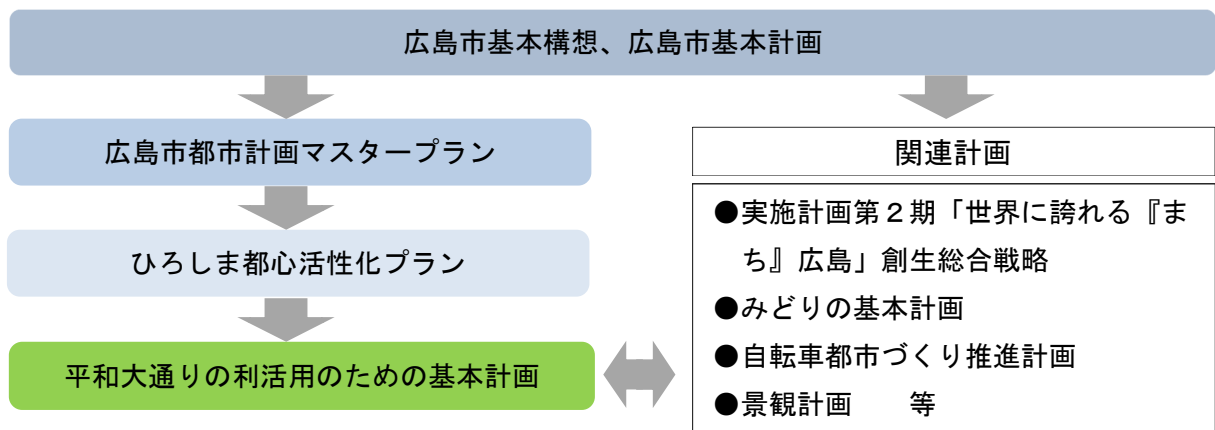 広島市基本構想、広島市基本計画
広島市都市計画マスタープラン
ひろしま都心活性化プラン
平和大通りの利活用のための基本計画
関連計画
●実施計画第２期「世界に誇れる『ま
ち』広島」創生総合戦略
●みどりの基本計画
●自転車都市づくり推進計画
●景観計画　　等